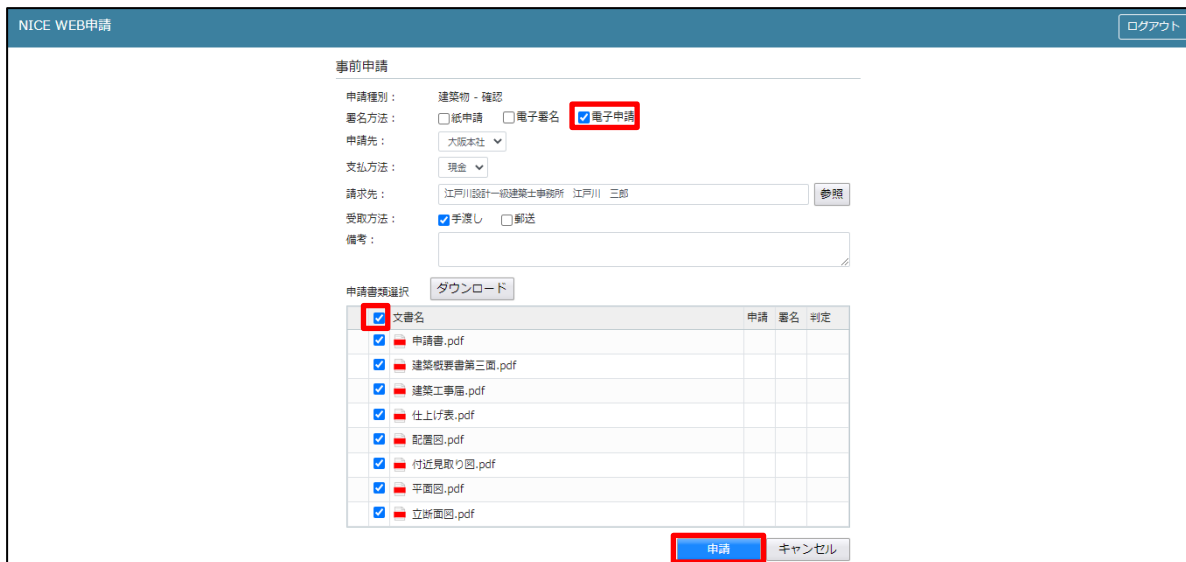 NICE WEB申請
ログアウト
事前申請
申請種別： 建築物 - 確認
署名方法： 紙申請 電子署名 電子申請
申請先： 大阪本社
支払方法： 現金
請求先： 江戸川設計一級建築士事務所 江戸川 三郎 参照
受取方法： 手渡し 郵送
備考：
申請書類選択 ダウンロード
文書名 申請 署名 判定
申請書.pdf
建築概要書第三面.pdf
建築工事届.pdf
仕上げ表.pdf
配置図.pdf
付近見取り図.pdf
平面図.pdf
立断面図.pdf
申請 キャンセル